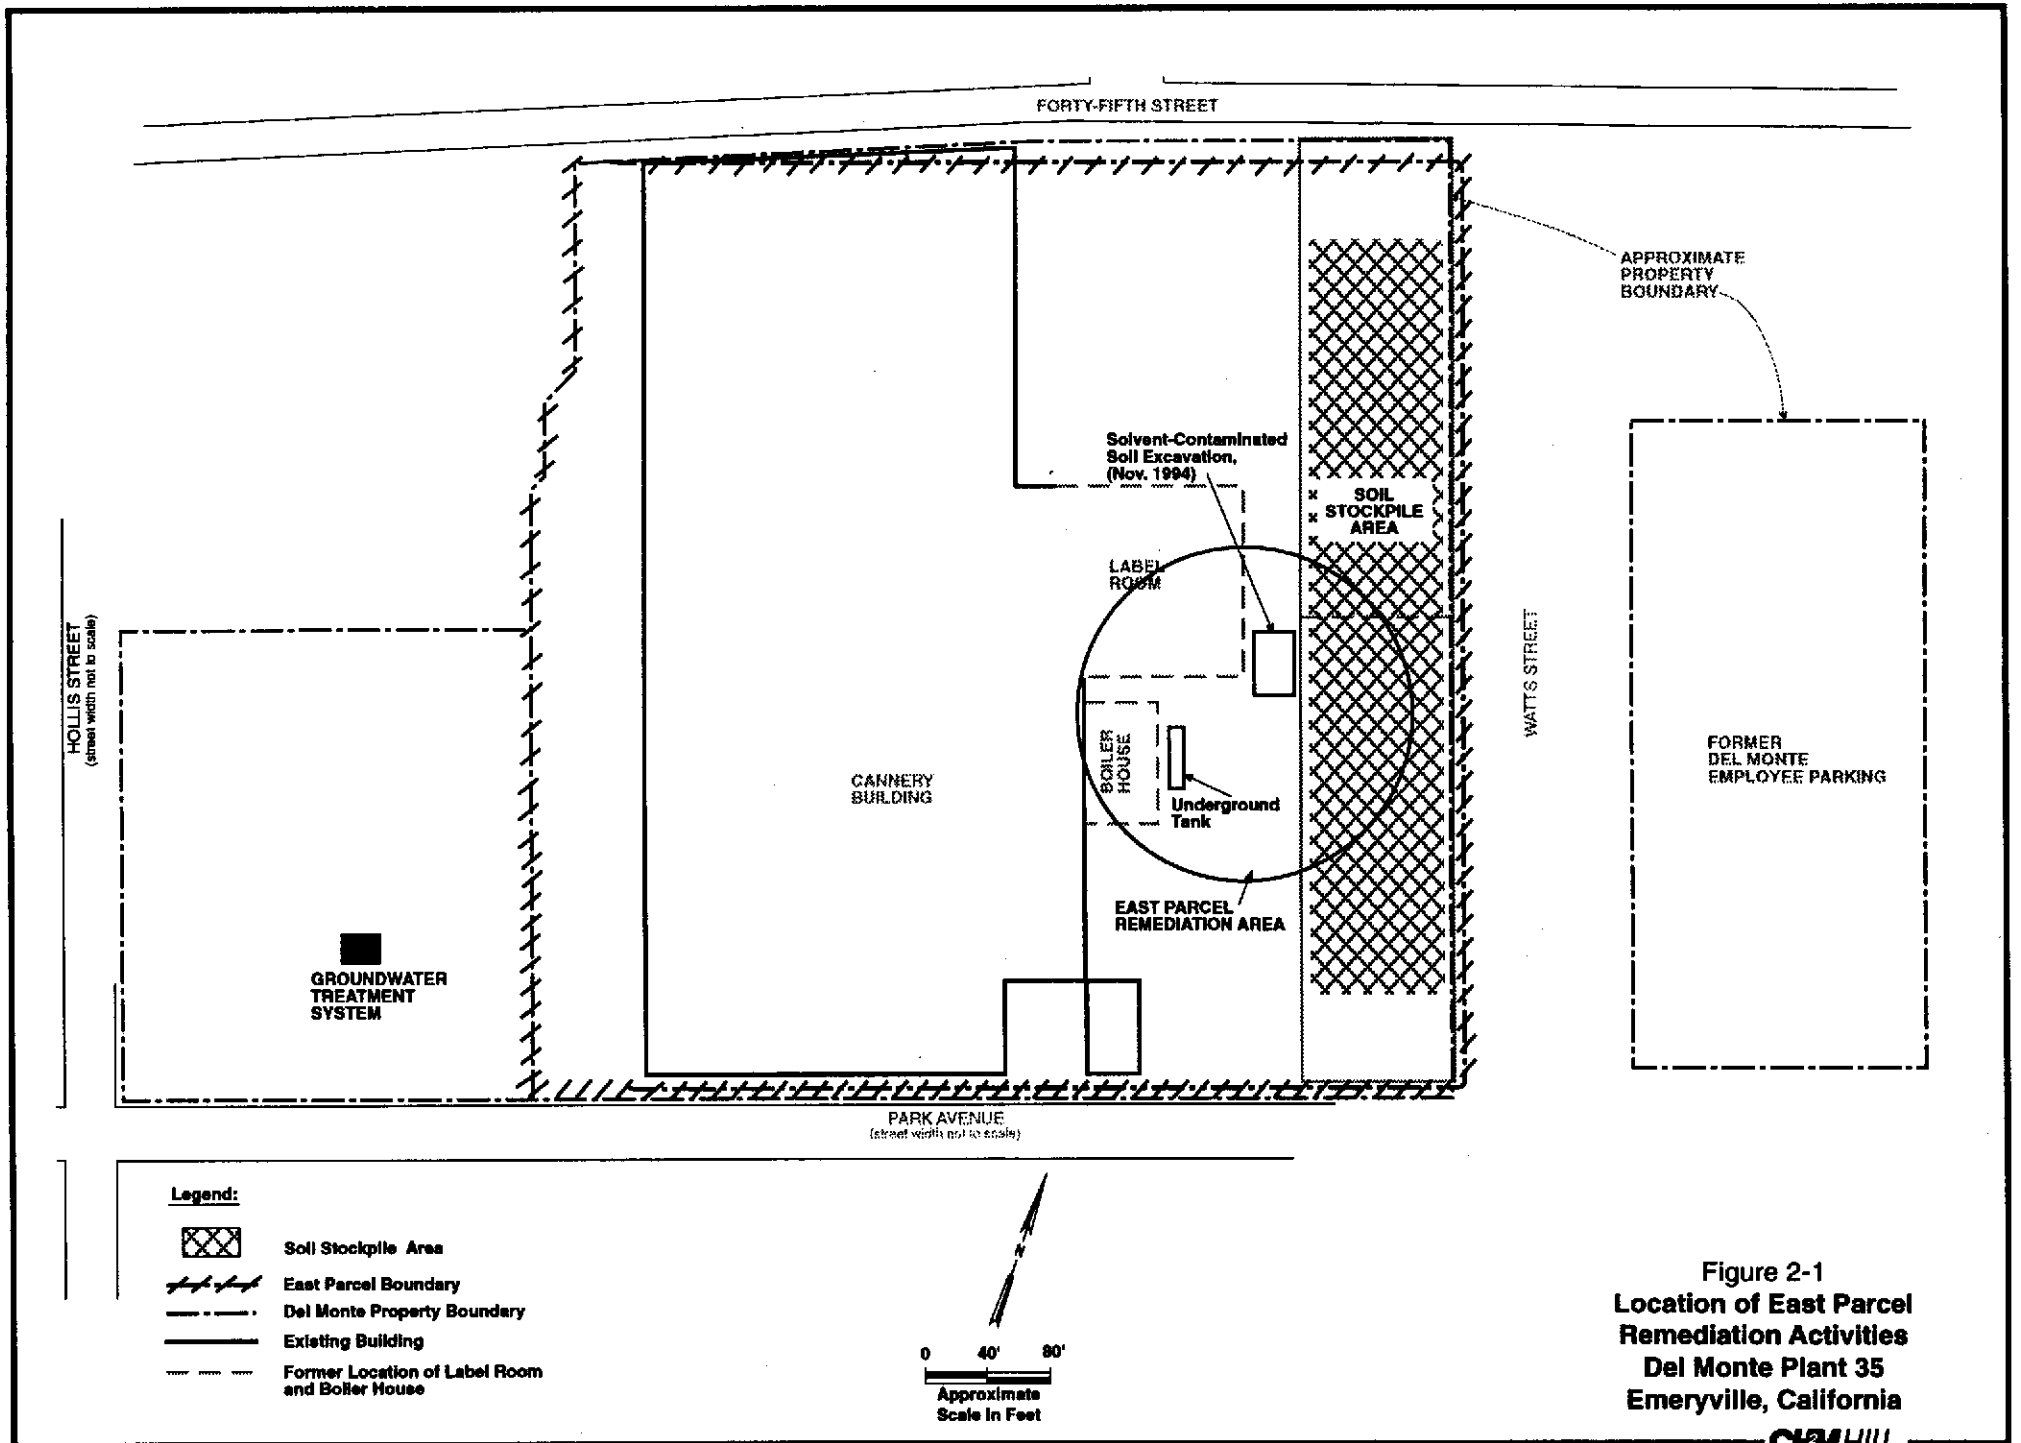 FORTY-FIFTH STREET
APPROXIMATE
PROPERTY
BOUNDARY
Solvent-Contaminated
Soil Excavation,
(Nov. 1994)
SOIL
STOCKPILE
AREA
LABEL
ROOM
HOLLIS STREET
(street width not to scale)
WATTS STREET
BOILER
HOUSE
CANNERY
BUILDING
Underground
Tank
FORMER
DEL MONTE
EMPLOYEE PARKING
EAST PARCEL
REMEDIATION AREA
GROUNDWATER
TREATMENT
SYSTEM
PARK AVENUE
(street width not to scale)
Legend:
Soil Stockpile Area
East Parcel Boundary
Del Monte Property Boundary
Existing Building
Former Location of Label Room
and Boiler House
N
0 40' 80'
Approximate
Scale in Feet
Figure 2-1
Location of East Parcel
Remediation Activities
Del Monte Plant 35
Emeryville, California
CH2M HILL